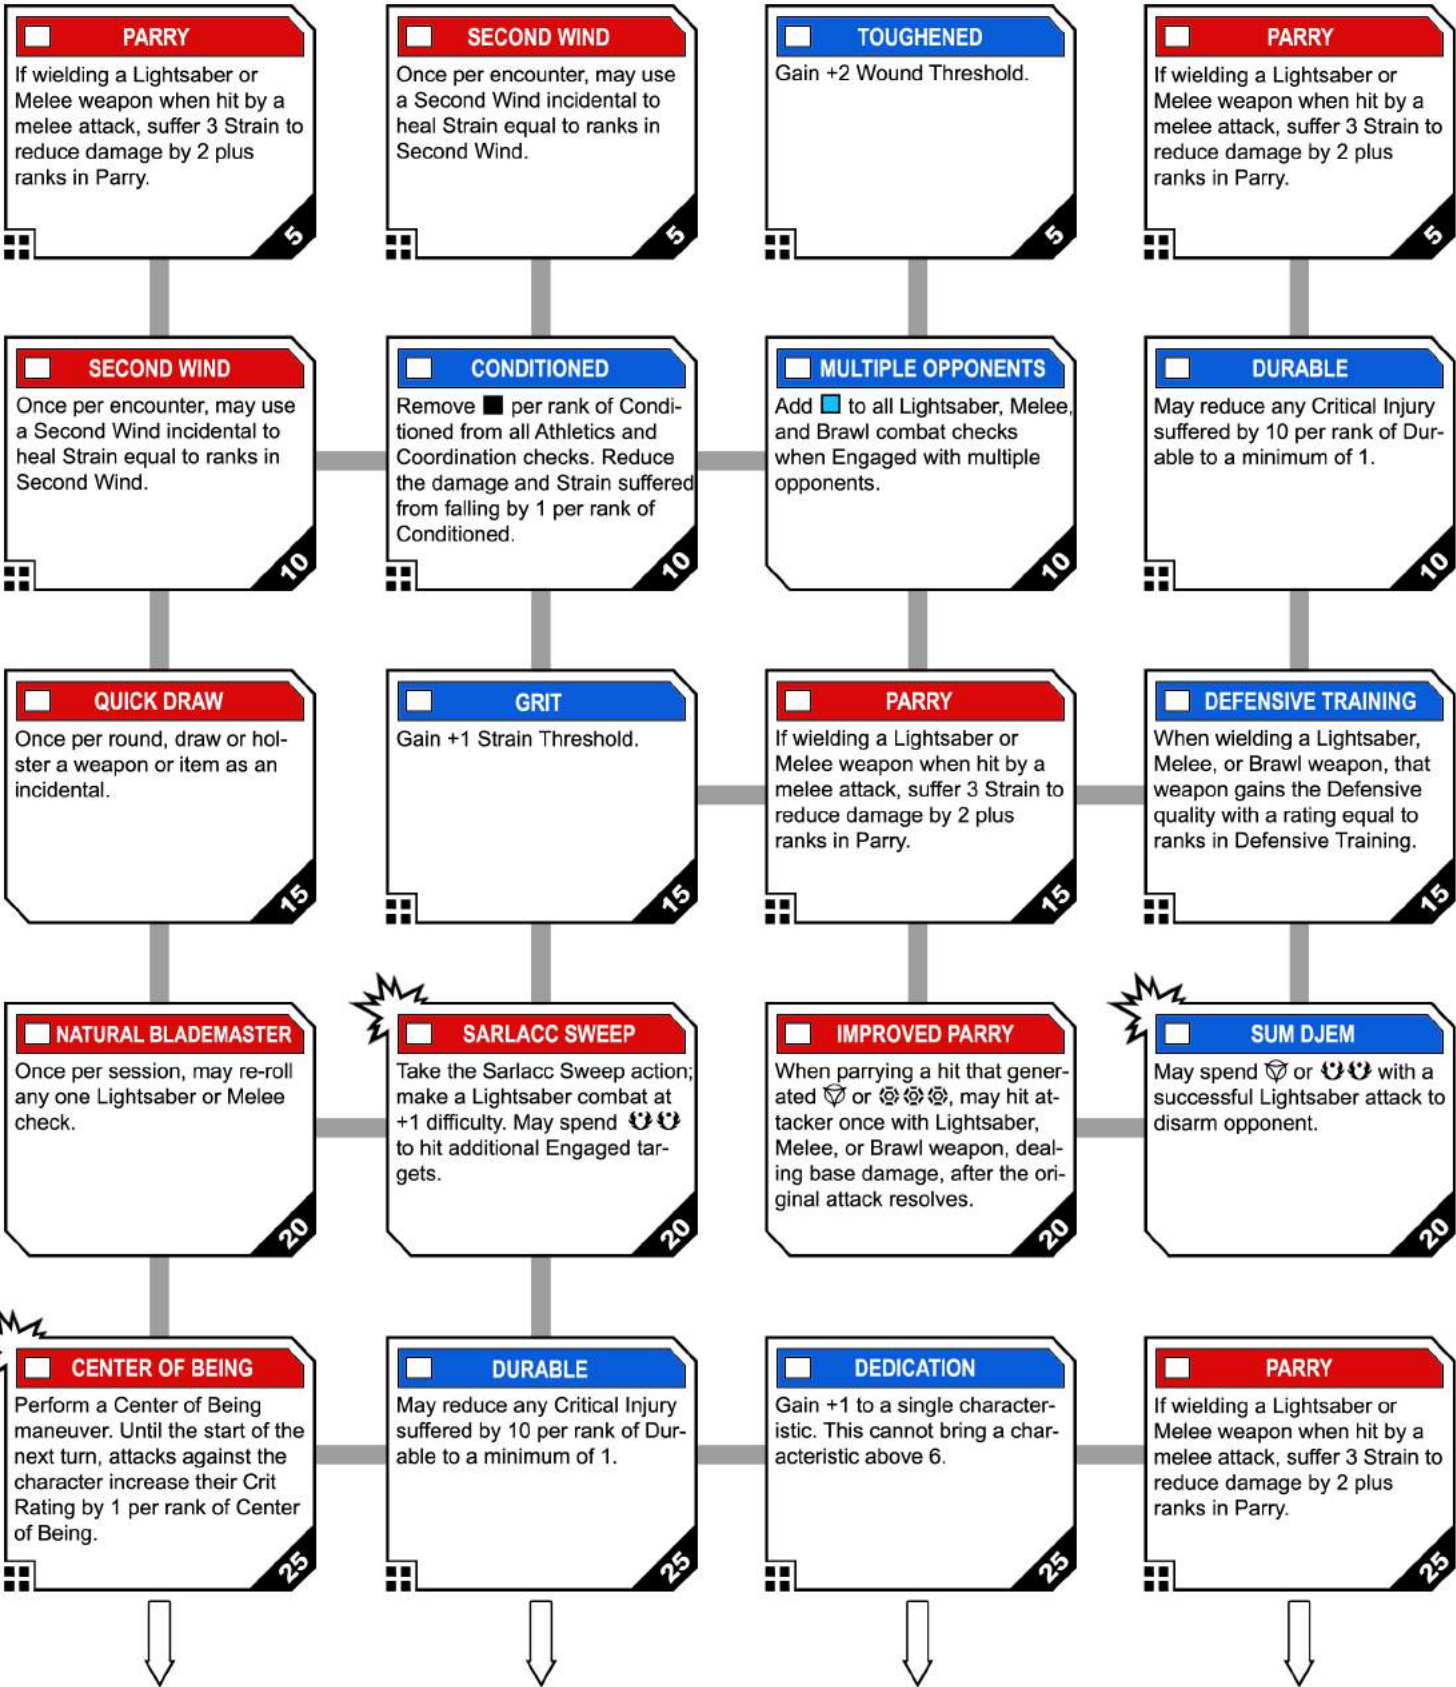 PARRY
If wielding a Lightsaber or
Melee weapon when hit by a
melee attack, suffer 3 Strain to
reduce damage by 2 plus
ranks in Parry.
5
SECOND WIND
Once per encounter, may use
a Second Wind incidental to
heal Strain equal to ranks in
Second Wind.
5
TOUGHENED
Gain +2 Wound Threshold.
5
PARRY
If wielding a Lightsaber or
Melee weapon when hit by a
melee attack, suffer 3 Strain to
reduce damage by 2 plus
ranks in Parry.
5
SECOND WIND
Once per encounter, may use
a Second Wind incidental to
heal Strain equal to ranks in
Second Wind.
10
CONDITIONED
Remove per rank of Condi-
tioned from all Athletics and
Coordination checks. Reduce
the damage and Strain suffered
from falling by 1 per rank of
Conditioned.
10
MULTIPLE OPPONENTS
Add to all Lightsaber, Melee,
and Brawl combat checks
when Engaged with multiple
opponents.
10
DURABLE
May reduce any Critical Injury
suffered by 10 per rank of Dur-
able to a minimum of 1.
10
QUICK DRAW
Once per round, draw or hol-
ster a weapon or item as an
incidental.
15
GRIT
Gain +1 Strain Threshold.
15
PARRY
If wielding a Lightsaber or
Melee weapon when hit by a
melee attack, suffer 3 Strain to
reduce damage by 2 plus
ranks in Parry.
15
DEFENSIVE TRAINING
When wielding a Lightsaber,
Melee, or Brawl weapon, that
weapon gains the Defensive
quality with a rating equal to
ranks in Defensive Training.
15
NATURAL BLADEMASTER
Once per session, may re-roll
any one Lightsaber or Melee
check.
20
SARLACC SWEEP
Take the Sarlacc Sweep action;
make a Lightsaber combat at
+1 difficulty. May spend
to hit additional Engaged tar-
gets.
20
IMPROVED PARRY
When parrying a hit that gener-
ated or , may hit at-
tacker once with Lightsaber,
Melee, or Brawl weapon, deal-
ing base damage, after the ori-
ginal attack resolves.
20
SUM DJEM
May spend or with a
successful Lightsaber attack to
disarm opponent.
20
CENTER OF BEING
Perform a Center of Being
maneuver. Until the start of the
next turn, attacks against the
character increase their Crit
Rating by 1 per rank of Center
of Being.
25
DURABLE
May reduce any Critical Injury
suffered by 10 per rank of Dur-
able to a minimum of 1.
25
DEDICATION
Gain +1 to a single character-
istic. This cannot bring a char-
acteristic above 6.
25
PARRY
If wielding a Lightsaber or
Melee weapon when hit by a
melee attack, suffer 3 Strain to
reduce damage by 2 plus
ranks in Parry.
25